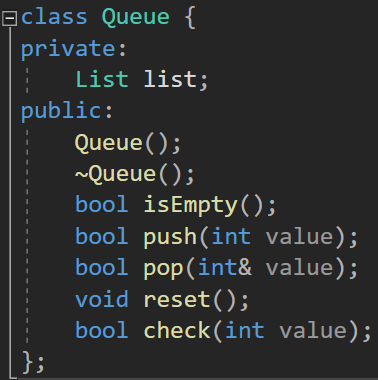 class Queue {
private:
    List list;
public:
    Queue();
    ~Queue();
    bool isEmpty();
    bool push(int value);
    bool pop(int& value);
    void reset();
    bool check(int value);
};